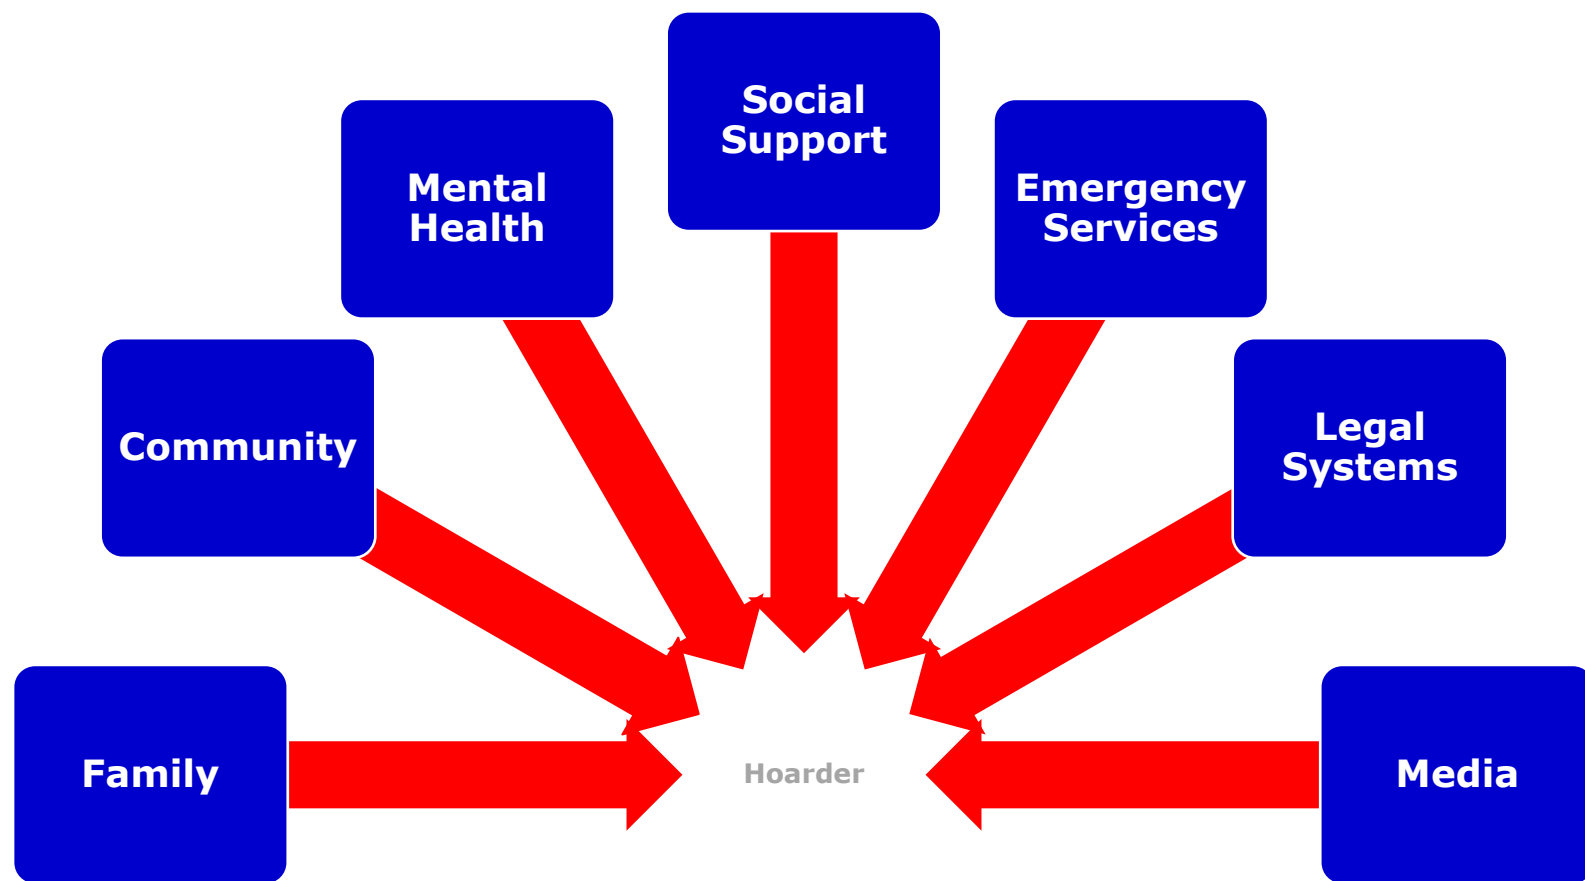 Social
Support
Mental
Health
Emergency
Services
Community
Legal
Systems
Family
Hoarder
Media